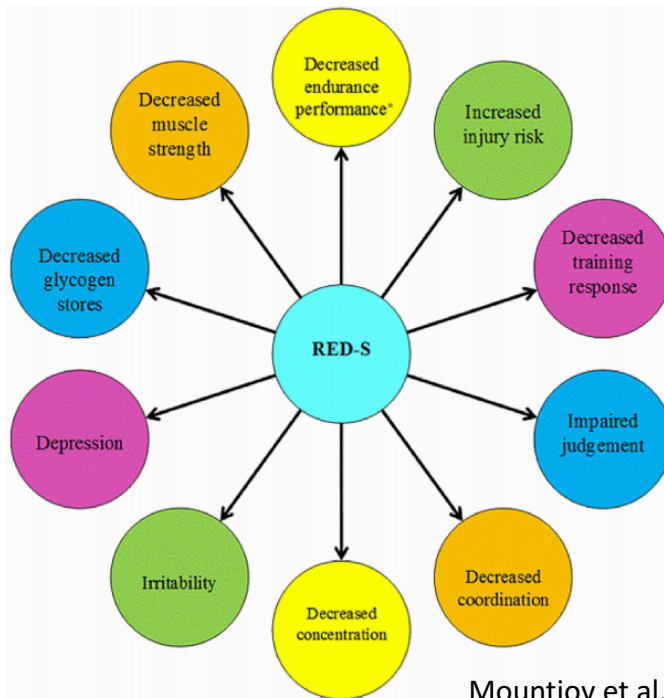 Decreased
endurance
performance*
Increased
injury risk
Decreased
training
response
Impaired
judgement
Decreased
coordination
Decreased
concentration
Irritability
Depression
Decreased
glycogen
stores
Decreased
muscle
strength
RED-S
Mountjoy et al.